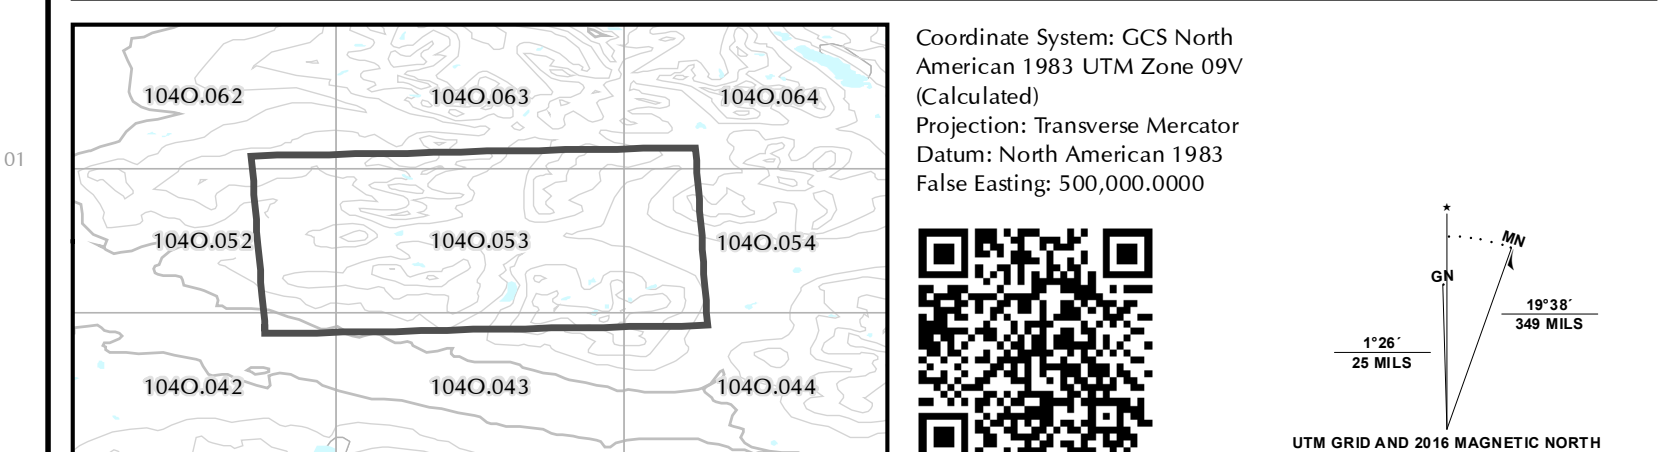 01
104O.062 104O.063 104O.064
104O.052 104O.053 104O.054
104O.042 104O.043 104O.044
Coordinate System: GCS North
American 1983 UTM Zone 09V
(Calculated)
Projection: Transverse Mercator
Datum: North American 1983
False Easting: 500,000.0000
MN
GN
19°38´
349 MILS
1°26´
25 MILS
UTM GRID AND 2016 MAGNETIC NORTH